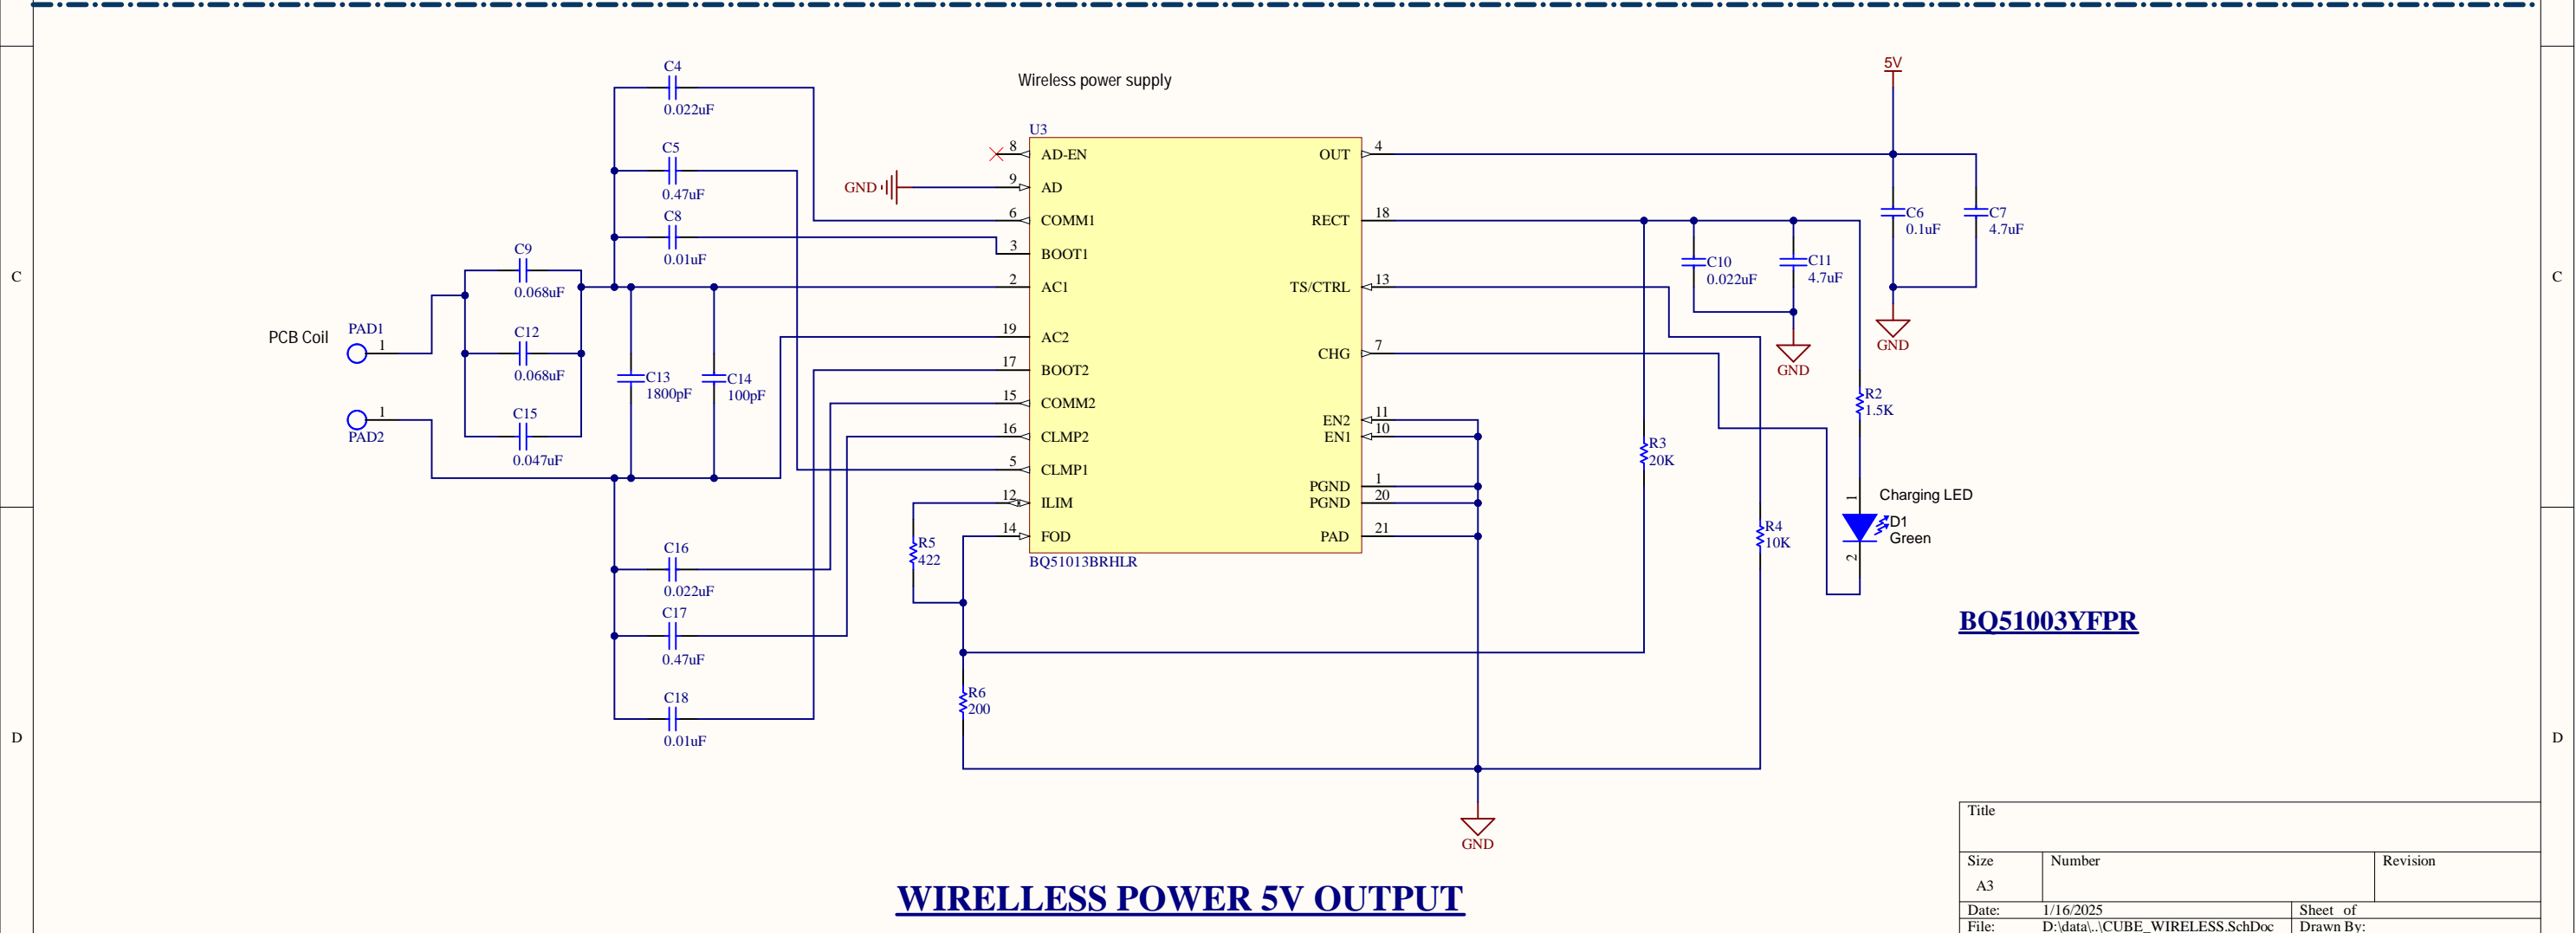 C4
0.022uF
Wireless power supply
5V
U3
C5
0.47uF
8 AD-EN
OUT 4
GND
9 AD
C8
0.01uF
6 COMM1
RECT 18
C6
0.1uF
C7
4.7uF
3 BOOT1
C9
0.068uF
C10
0.022uF
C11
4.7uF
2 AC1
TS/CTRL 13
C
C
PCB Coil
PAD1
1
C12
0.068uF
19 AC2
GND
CHG 7
GND
17 BOOT2
C13
1800pF
C14
100pF
R2
1.5K
15 COMM2
1
PAD2
C15
0.047uF
EN2 11
16 CLMP2
EN1 10
R3
20K
5 CLMP1
PGND 1
12 ILIM
PGND 20
1
Charging LED
D1
Green
2
14 FOD
PAD 21
R4
10K
R5
422
BQ51013BRHLR
C16
0.022uF
C17
0.47uF
BQ51003YFPR
C18
0.01uF
R6
200
D
D
GND
WIRELLESS POWER 5V OUTPUT
Title
Size
Number
Revision
A3
Date:
1/16/2025
Sheet of
File:
D:\data\..\CUBE_WIRELESS.SchDoc
Drawn By: